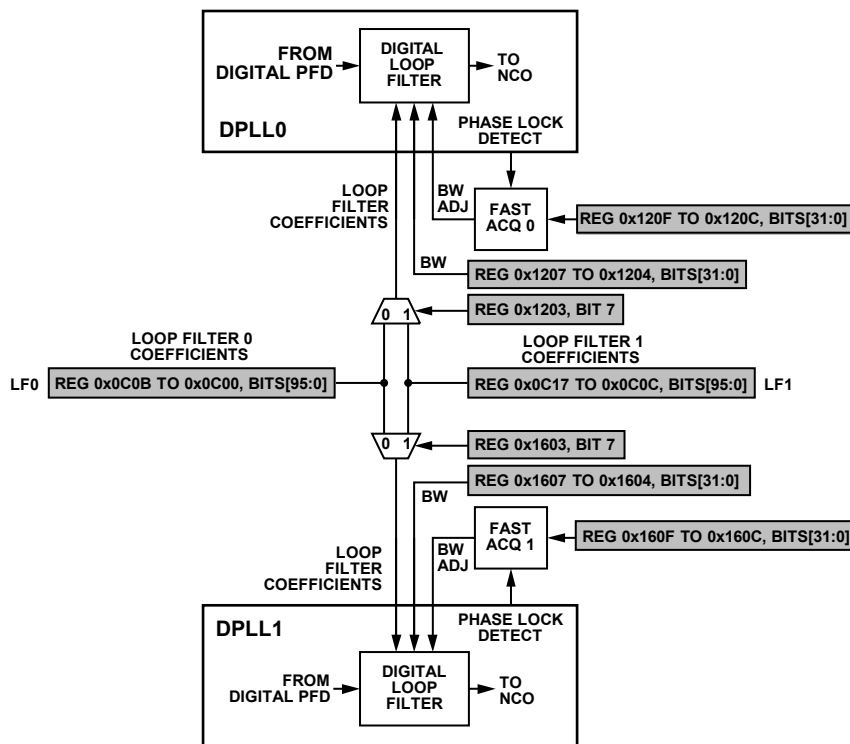 FROM
DIGITAL PFD
DIGITAL
LOOP
FILTER
TO
NCO
DPLL0
PHASE LOCK
DETECT
LOOP
FILTER
COEFFICIENTS
BW
ADJ
FAST
ACQ 0
REG 0x120F TO 0x120C, BITS[31:0]
BW
REG 0x1207 TO 0x1204, BITS[31:0]
0 1
REG 0x1203, BIT 7
LOOP FILTER 0
COEFFICIENTS
LOOP FILTER 1
COEFFICIENTS
LF0
REG 0x0C0B TO 0x0C00, BITS[95:0]
REG 0x0C17 TO 0x0C0C, BITS[95:0]
LF1
0 1
REG 0x1603, BIT 7
BW
REG 0x1607 TO 0x1604, BITS[31:0]
LOOP
FILTER
COEFFICIENTS
BW
ADJ
FAST
ACQ 1
REG 0x160F TO 0x160C, BITS[31:0]
DPLL1
PHASE LOCK
DETECT
FROM
DIGITAL PFD
DIGITAL
LOOP
FILTER
TO
NCO